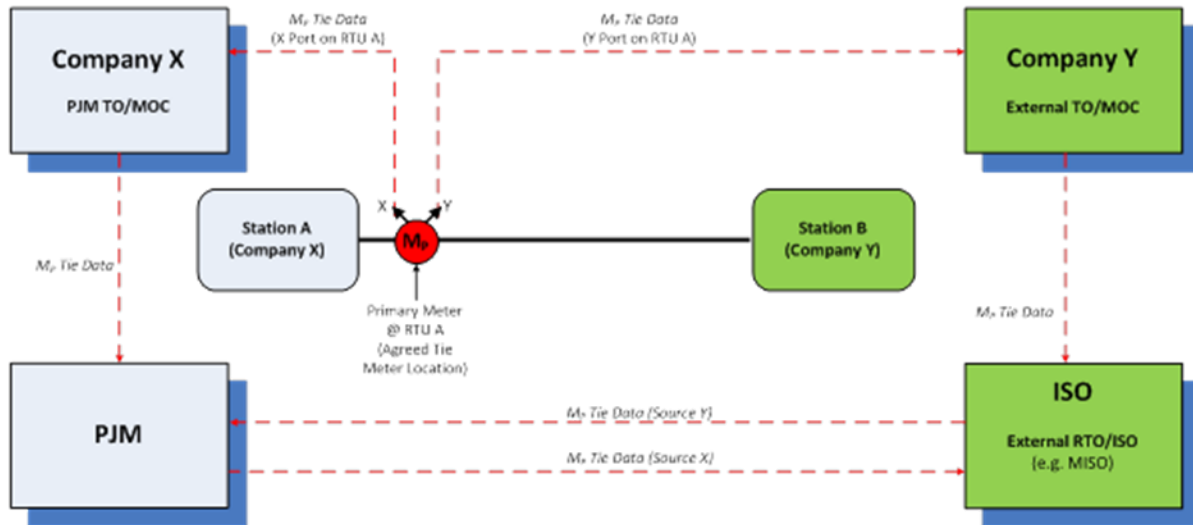 Mₚ Tie Data
(X Port on RTU A)
Mₚ Tie Data
(Y Port on RTU A)
Company X
PJM TO/MOC
Company Y
External TO/MOC
X
Y
Station A
(Company X)
Mₚ
Station B
(Company Y)
Mₚ Tie Data
Primary Meter
@ RTU A
(Agreed Tie
Meter Location)
Mₚ Tie Data
PJM
Mₚ Tie Data (Source Y)
Mₚ Tie Data (Source X)
ISO
External RTO/ISO
(e.g. MISO)